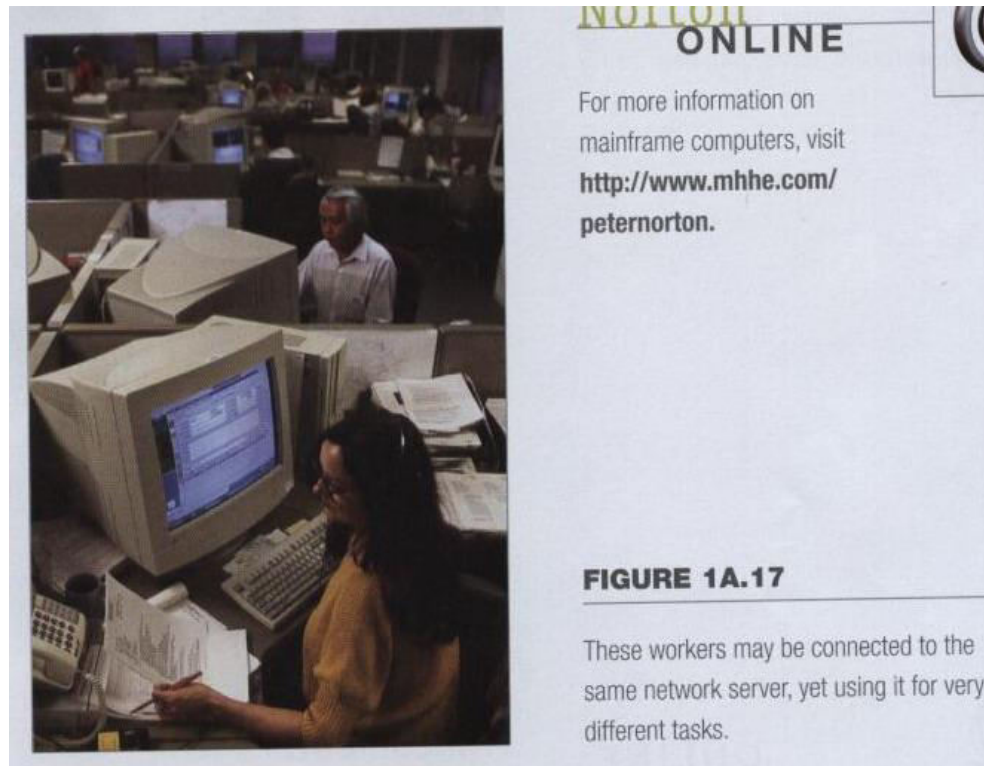 Norton
ONLINE
For more information on
mainframe computers, visit
http://www.mhhe.com/
peternorton.
FIGURE 1A.17
These workers may be connected to the
same network server, yet using it for very
different tasks.